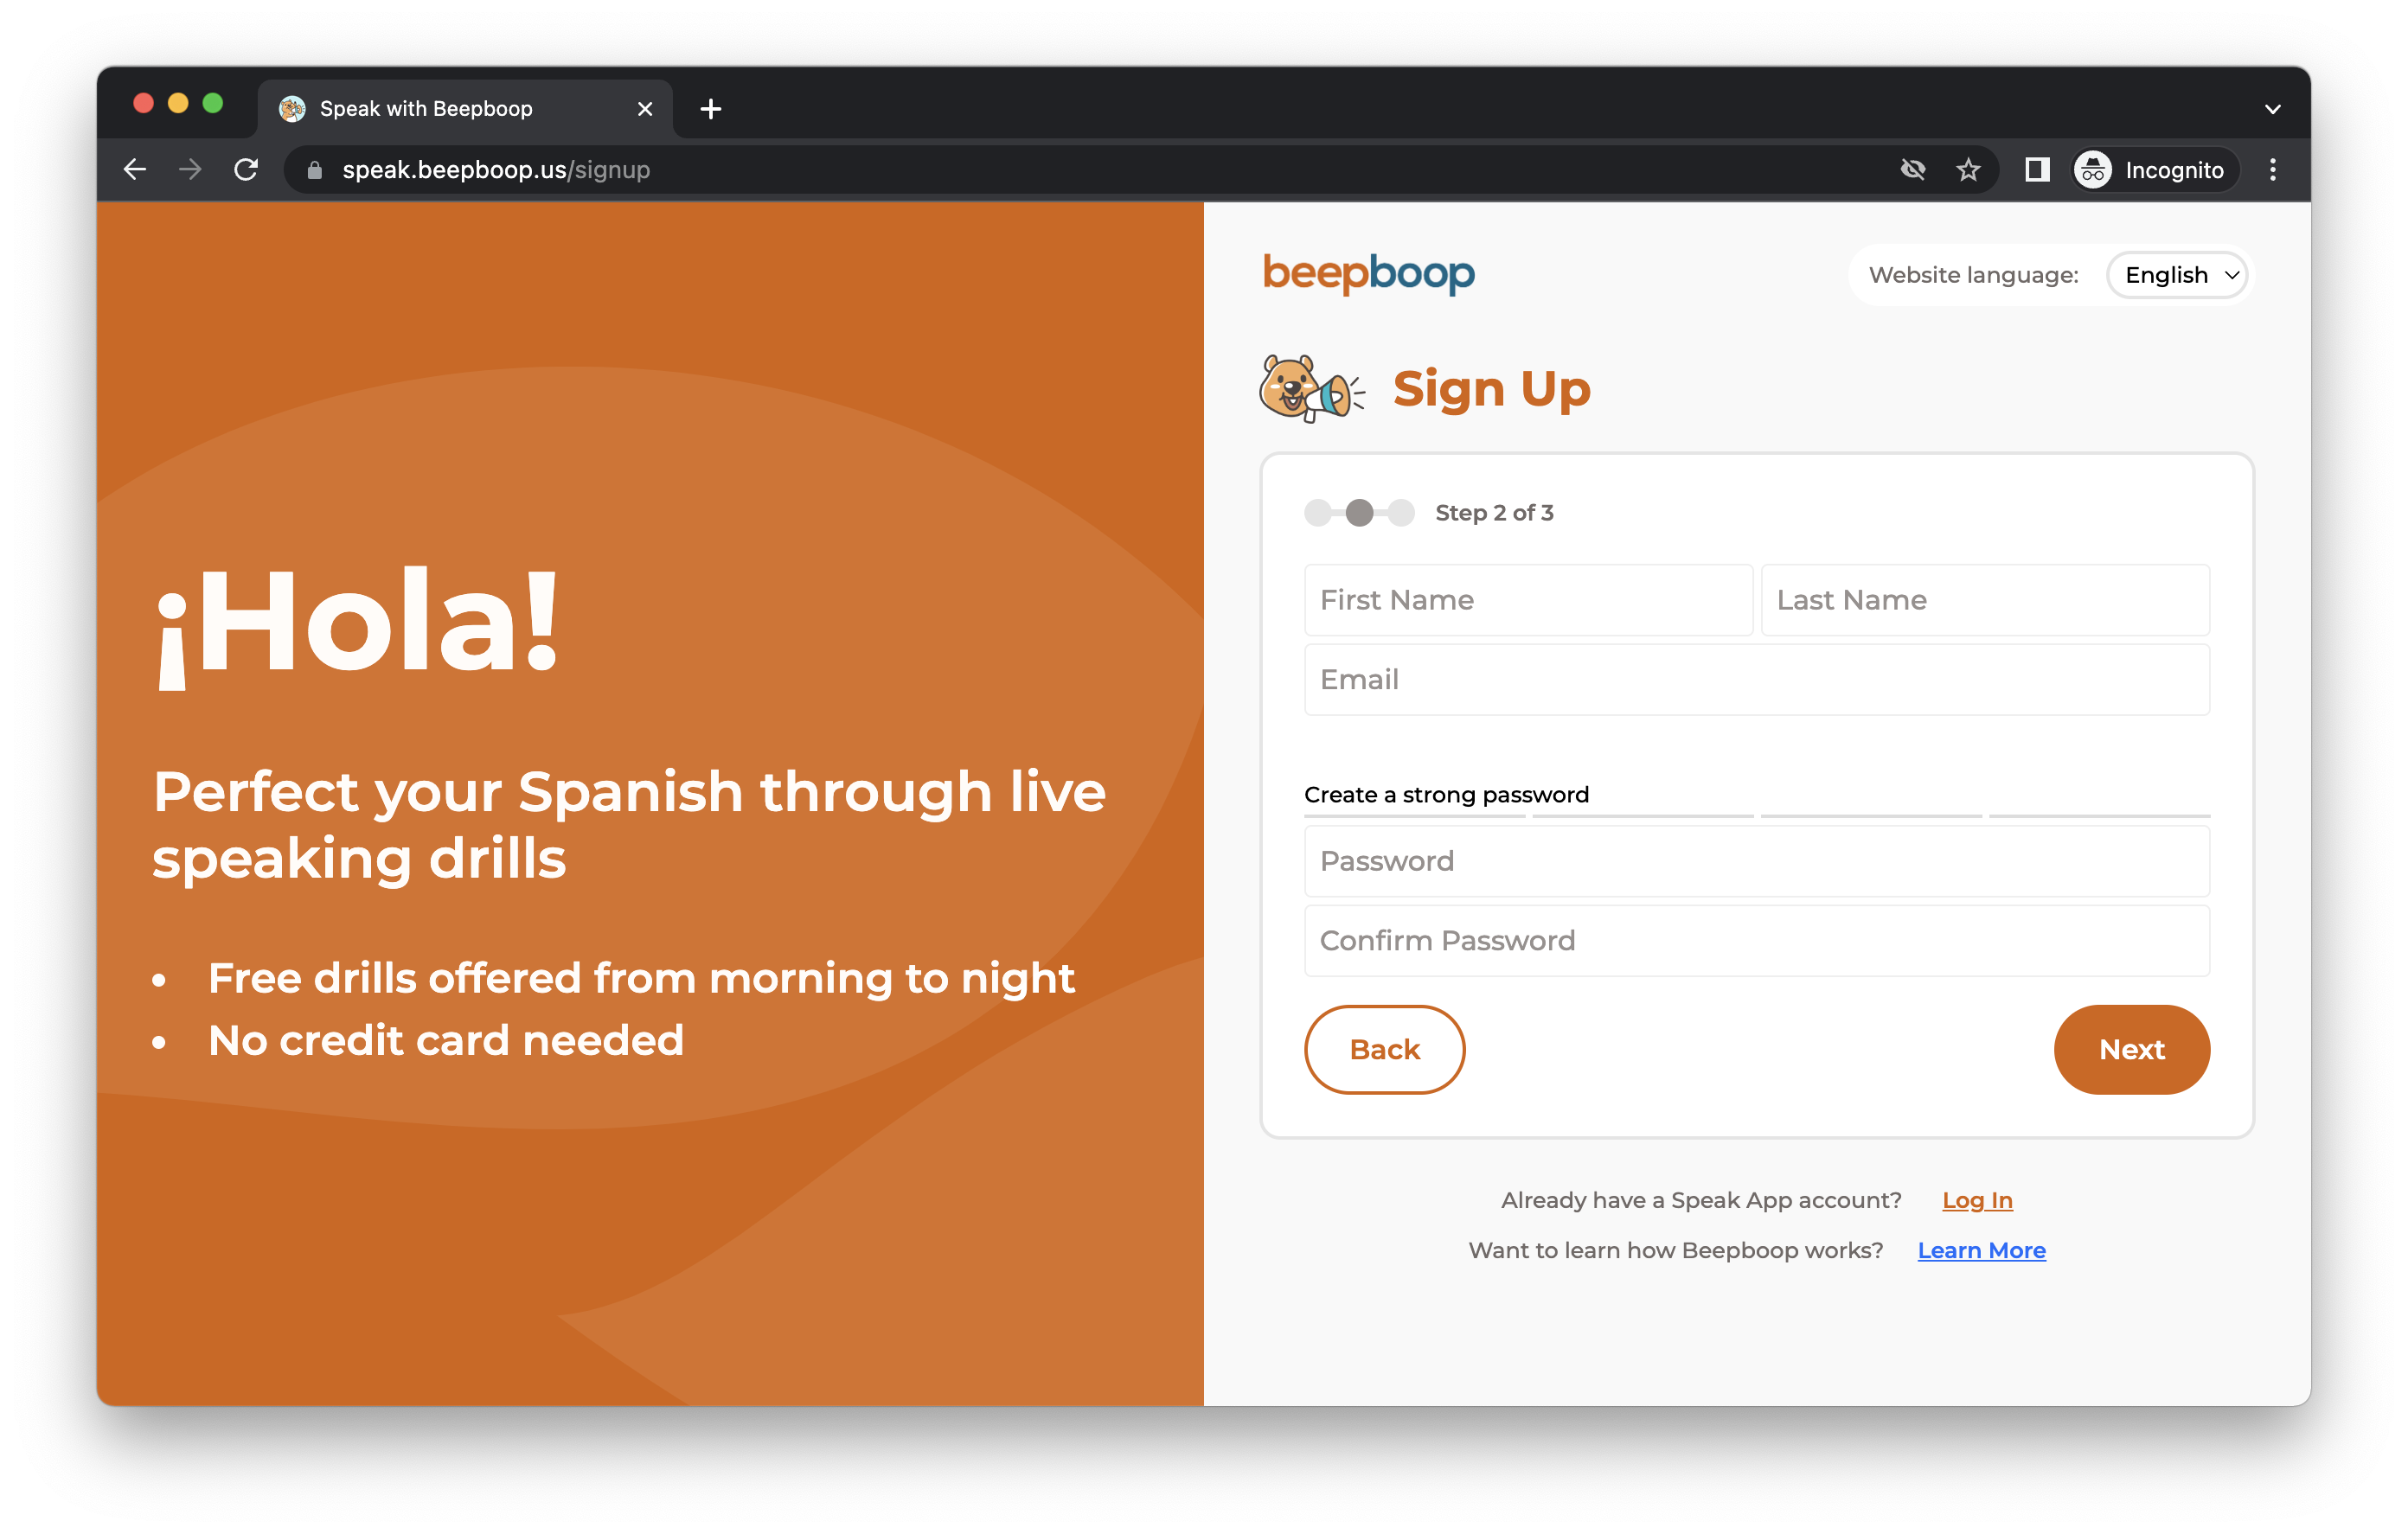 Speak with Beepboop
speak.beepboop.us/signup
Incognito
¡Hola!
Perfect your Spanish through live
speaking drills
• Free drills offered from morning to night
• No credit card needed
beepboop
Website language: English
Sign Up
Step 2 of 3
First Name Last Name
Email
Create a strong password
Password
Confirm Password
Back Next
Already have a Speak App account? Log In
Want to learn how Beepboop works? Learn More